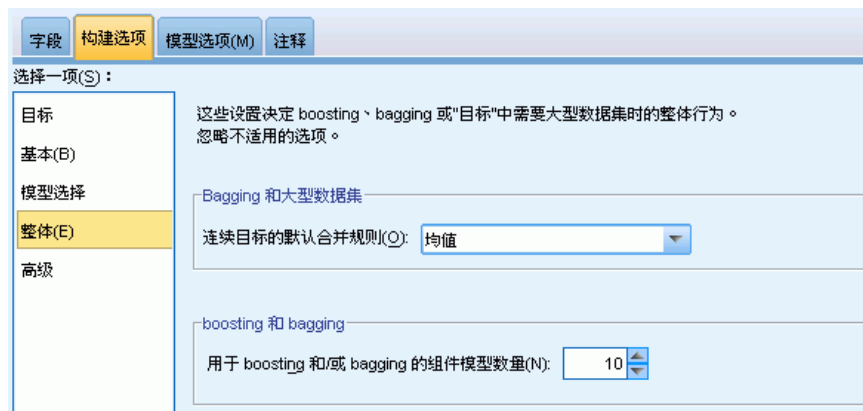 字段 构建选项 模型选项(M) 注释
选择一项(S)：
目标
基本(B)
模型选择
整体(E)
高级
这些设置决定 boosting、bagging 或"目标"中需要大型数据集时的整体行为。
忽略不适用的选项。
Bagging 和大型数据集
连续目标的默认合并规则(O): 均值
boosting 和 bagging
用于 boosting 和/或 bagging 的组件模型数量(N): 10